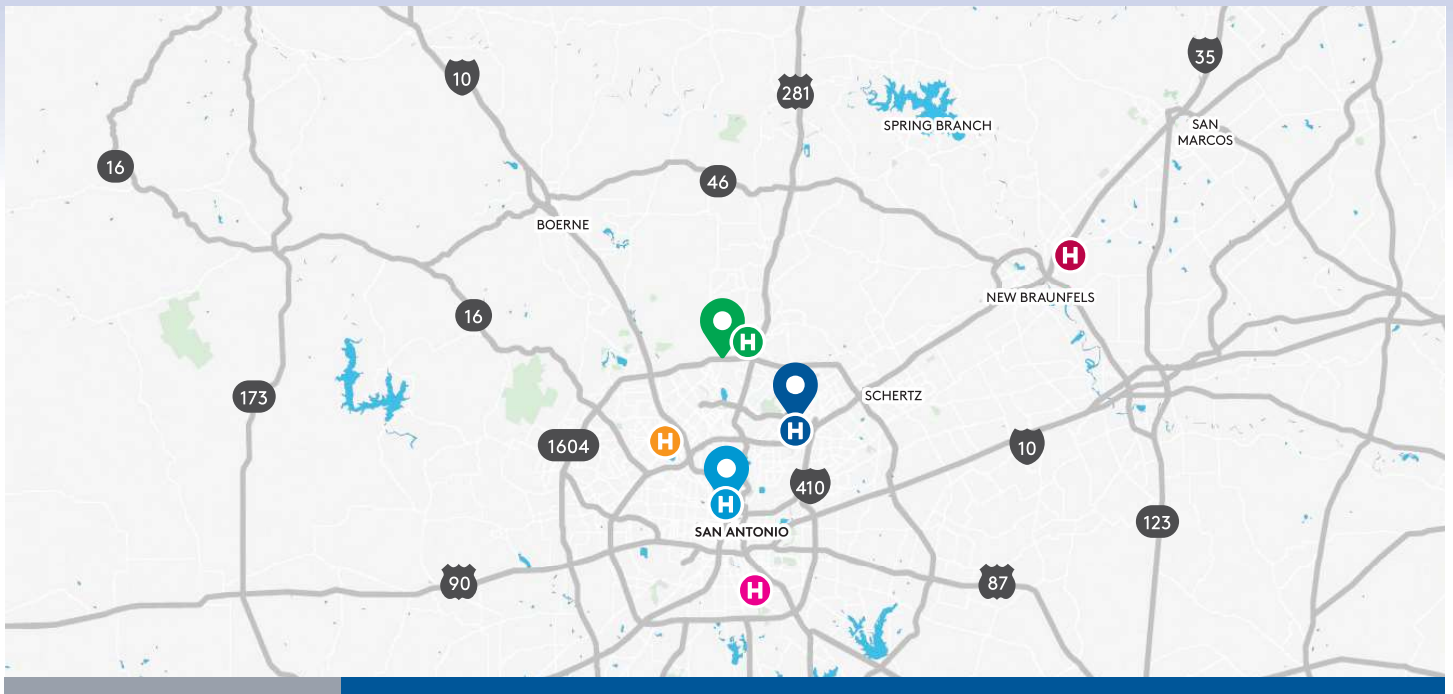 35
10
281
SPRING BRANCH
SAN
MARCOS
16
46
BOERNE
H
NEW BRAUNFELS
16
H
173
SCHERTZ
H
H
1604
10
410
H
SAN ANTONIO
123
90
87
H